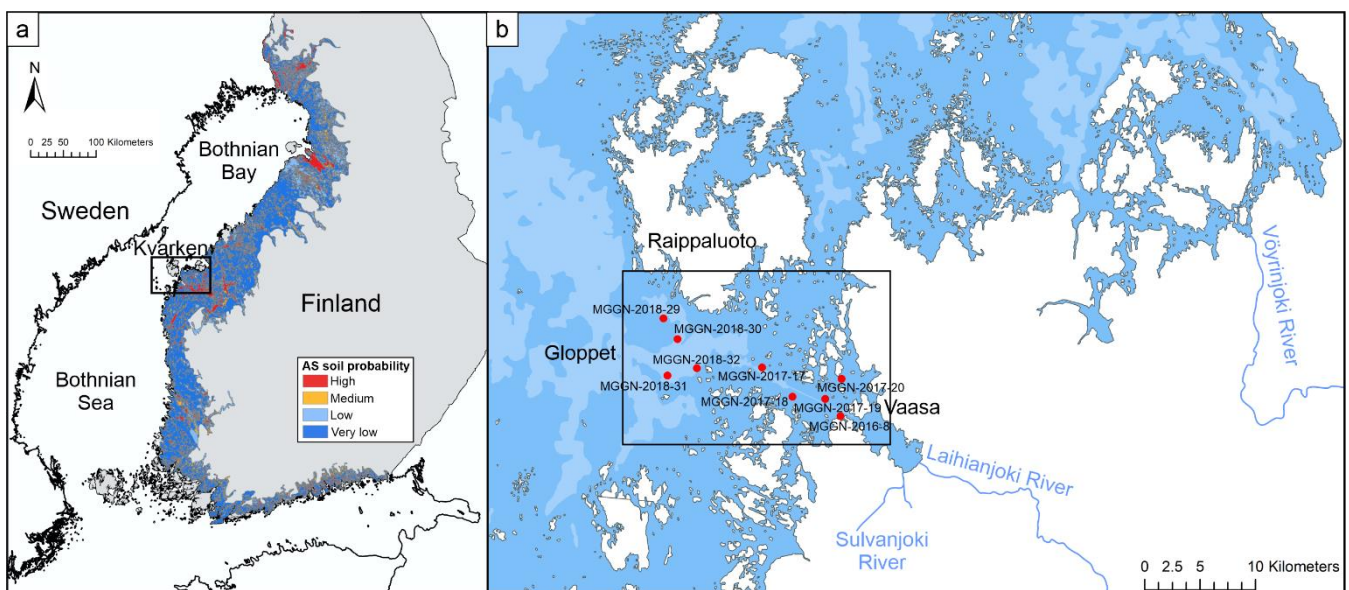 a
N
0 25 50 100 Kilometers
Bothnian
Bay
Sweden
Kvarken
Finland
Bothnian
Sea
AS soil probability
High
Medium
Low
Very low
b
Raippaluoto
Vöyrinjoki River
MGGN-2018-29
MGGN-2018-30
Gloppet
MGGN-2018-32
MGGN-2017-17
MGGN-2018-31
MGGN-2017-20
MGGN-2017-18
MGGN-2017-19
Vaasa
MGGN-2016-8
Laihianjoki River
Sulvanjoki
River
0 2.5 5 10 Kilometers